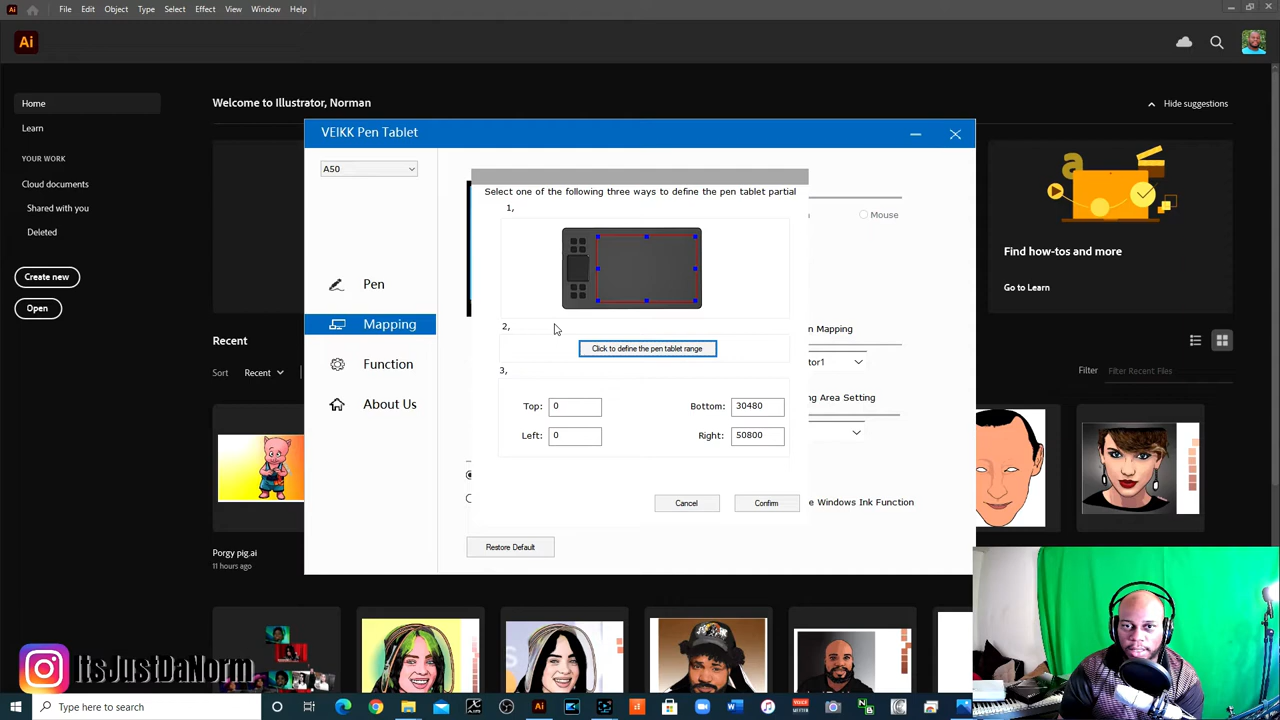 Ai
File Edit Object Type Select Effect View Window Help
Ai
Home
Learn
YOUR WORK
Cloud documents
Shared with you
Deleted
Create new
Open
Welcome to Illustrator, Norman
Hide suggestions
VEIKK Pen Tablet
A50
Pen
Mapping
Function
About Us
Select one of the following three ways to define the pen tablet partial
1,
2,
Click to define the pen tablet range
3,
Top: 0
Bottom: 30480
Left: 0
Right: 50800
Cancel
Confirm
Restore Default
Mouse
Mapping
tor1
Area Setting
Windows Ink Function
Find how-tos and more
Go to Learn
Recent
Sort Recent
Filter Filter Recent Files
Porgy pig.ai
11 hours ago
ItsJustDaNorm
Type here to search